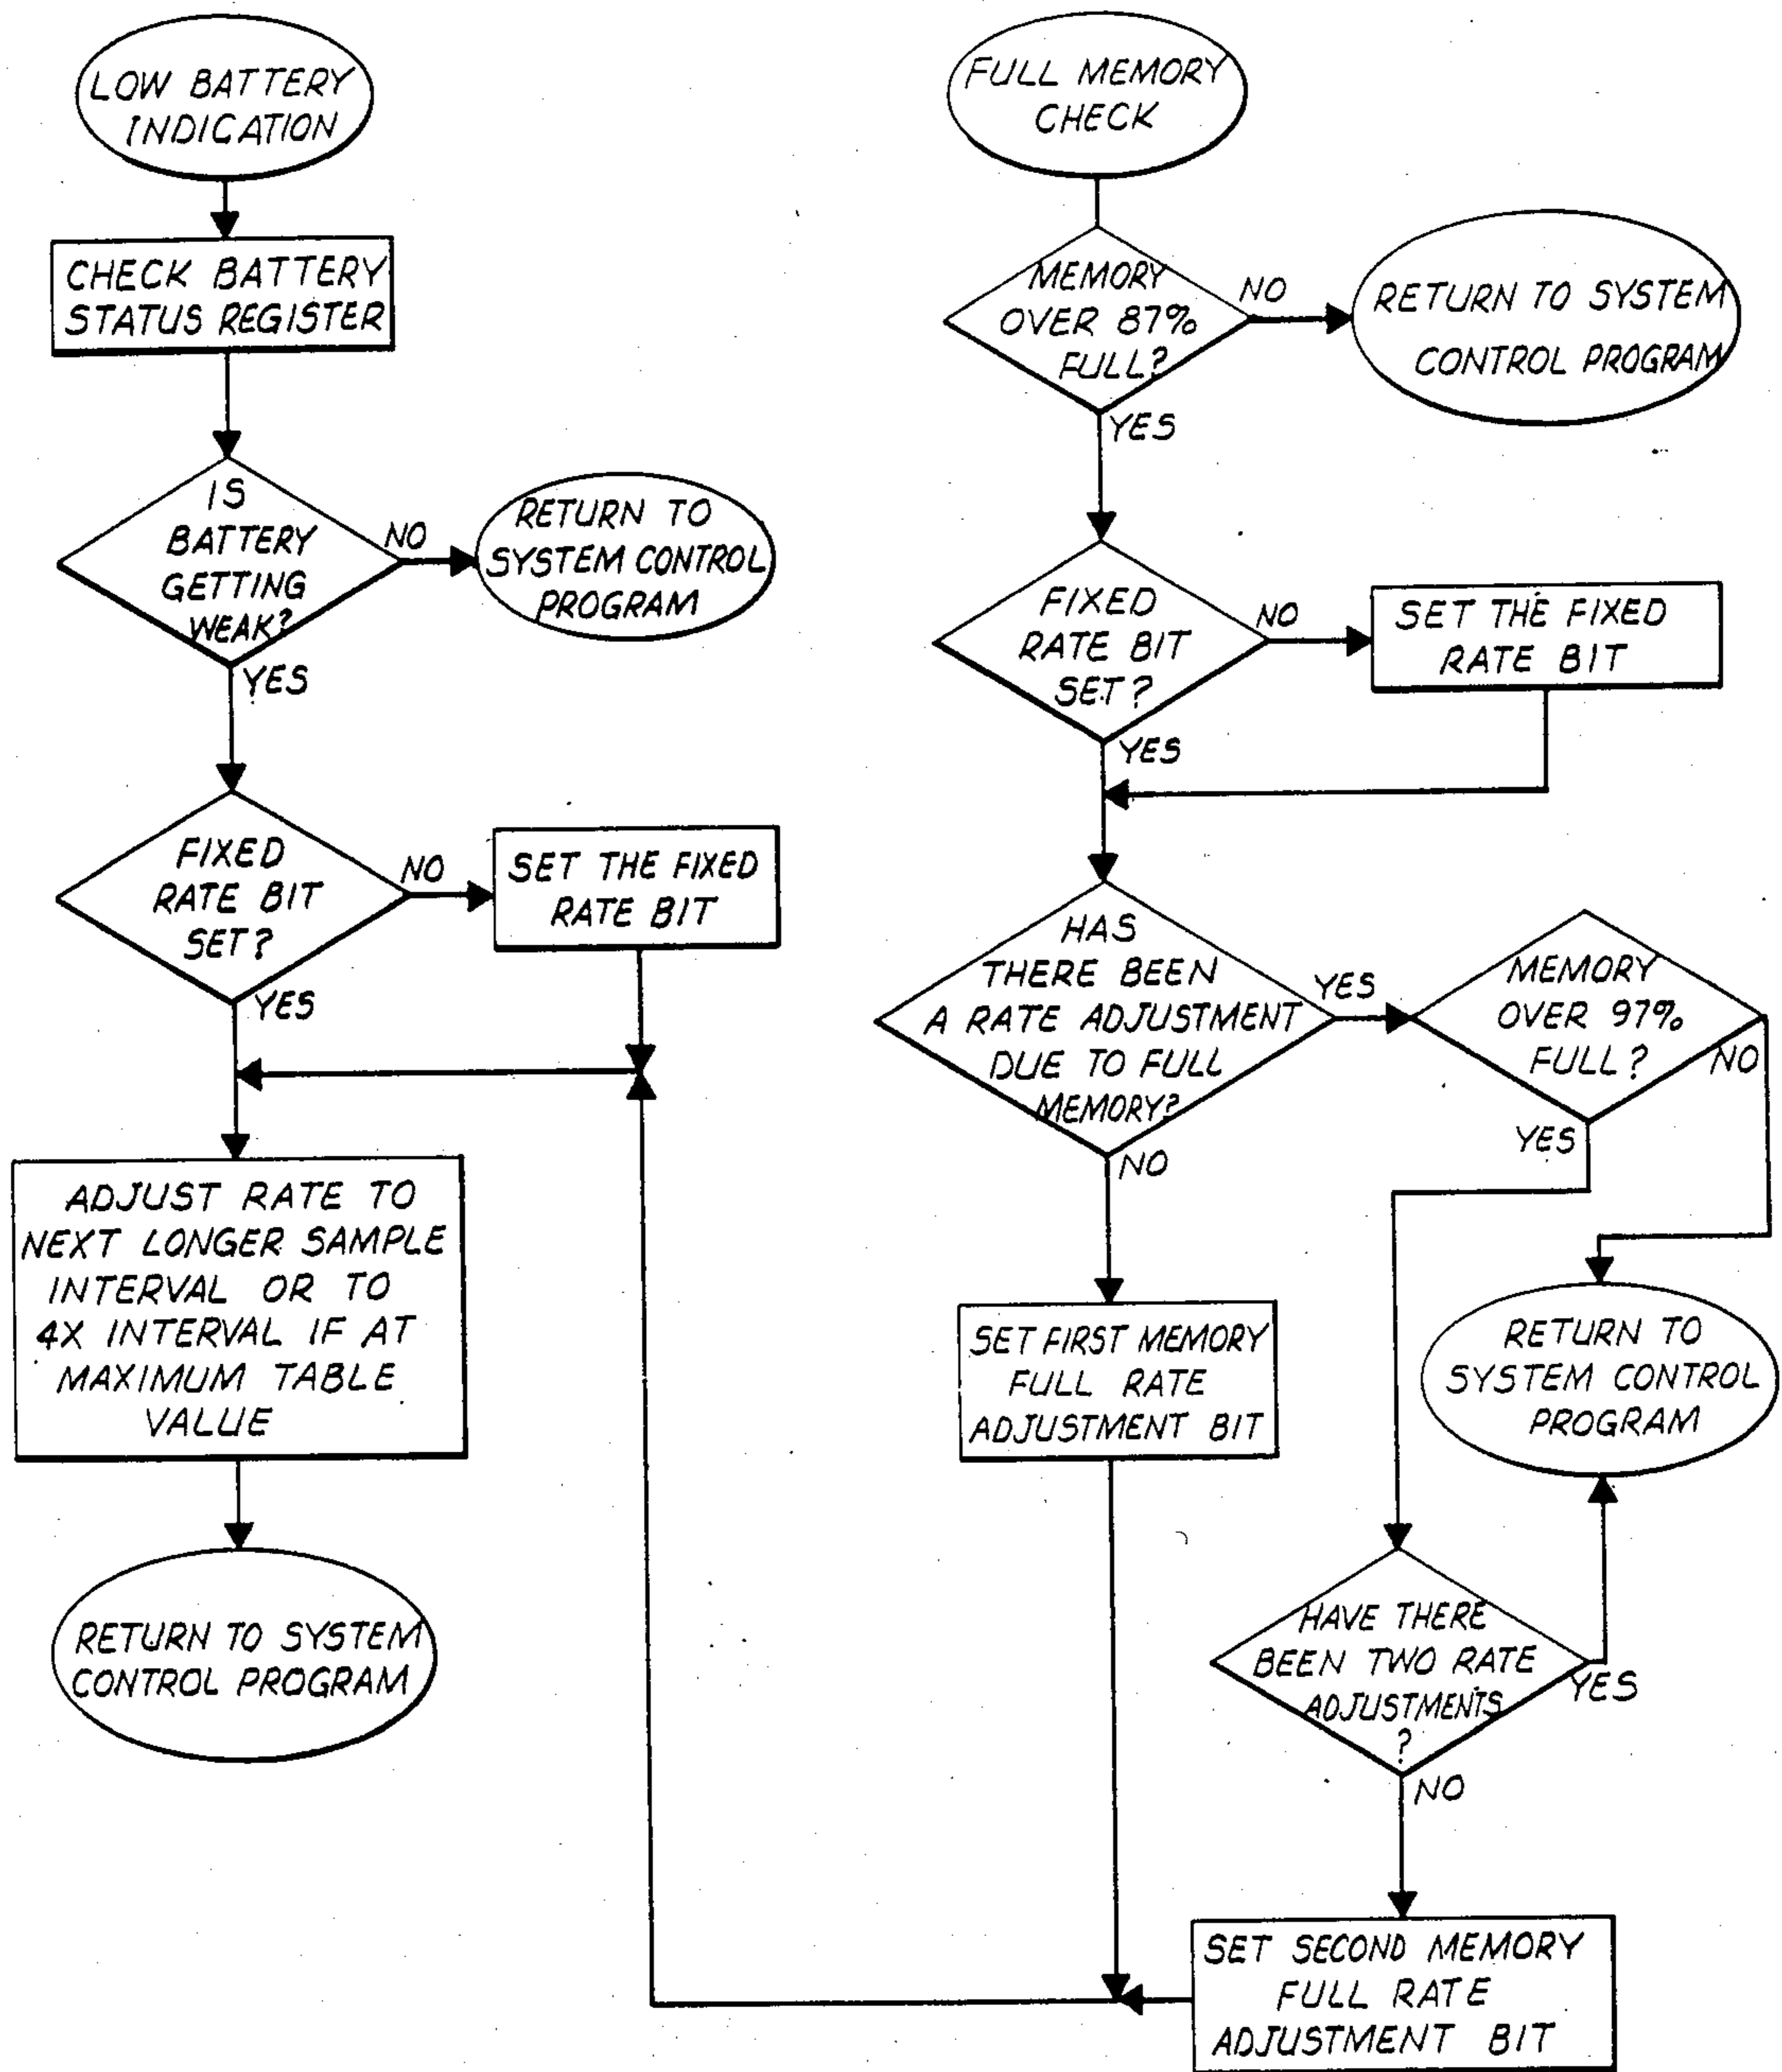 LOW BATTERY
INDICATION
CHECK BATTERY
STATUS REGISTER
IS
BATTERY
GETTING
WEAK?
NO
RETURN TO
SYSTEM CONTROL
PROGRAM
YES
FIXED
RATE BIT
SET?
NO
SET THE FIXED
RATE BIT
YES
ADJUST RATE TO
NEXT LONGER SAMPLE
INTERVAL OR TO
4X INTERVAL IF AT
MAXIMUM TABLE
VALUE
RETURN TO SYSTEM
CONTROL PROGRAM
FULL MEMORY
CHECK
MEMORY
OVER 87%
FULL?
NO
RETURN TO SYSTEM
CONTROL PROGRAM
YES
FIXED
RATE BIT
SET?
NO
SET THE FIXED
RATE BIT
YES
HAS
THERE BEEN
A RATE ADJUSTMENT
DUE TO FULL
MEMORY?
YES
MEMORY
OVER 97%
FULL?
NO
YES
NO
SET FIRST MEMORY
FULL RATE
ADJUSTMENT BIT
RETURN TO
SYSTEM CONTROL
PROGRAM
HAVE THERE
BEEN TWO RATE
ADJUSTMENTS
?
YES
NO
SET SECOND MEMORY
FULL RATE
ADJUSTMENT BIT